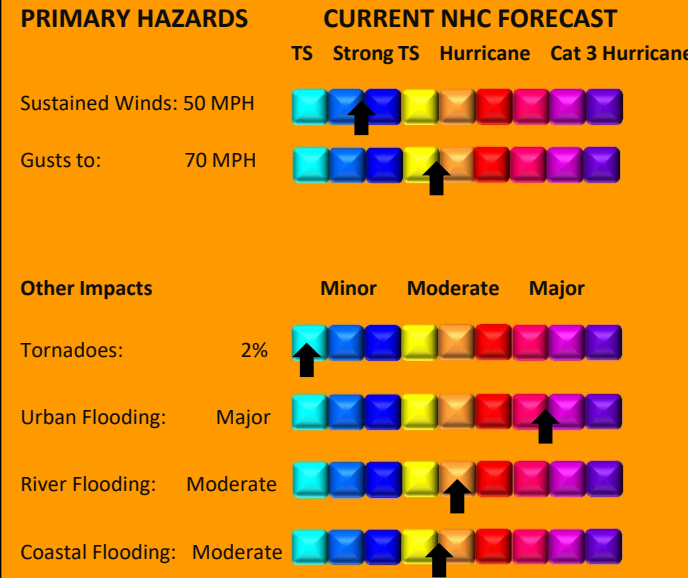 PRIMARY HAZARDS CURRENT NHC FORECAST
TS Strong TS Hurricane Cat 3 Hurricane
Sustained Winds: 50 MPH
Gusts to: 70 MPH
Other Impacts Minor Moderate Major
Tornadoes: 2%
Urban Flooding: Major
River Flooding: Moderate
Coastal Flooding: Moderate